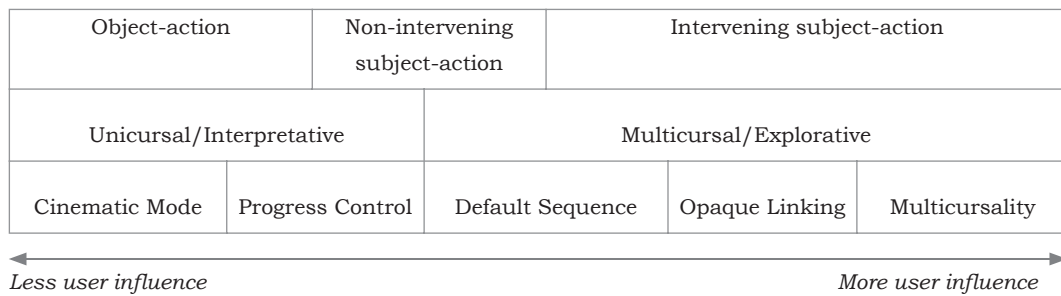 Object-action
Non-intervening
subject-action
Intervening subject-action
Unicursal/Interpretative
Multicursal/Explorative
Cinematic Mode
Progress Control
Default Sequence
Opaque Linking
Multicursality
Less user influence
More user influence